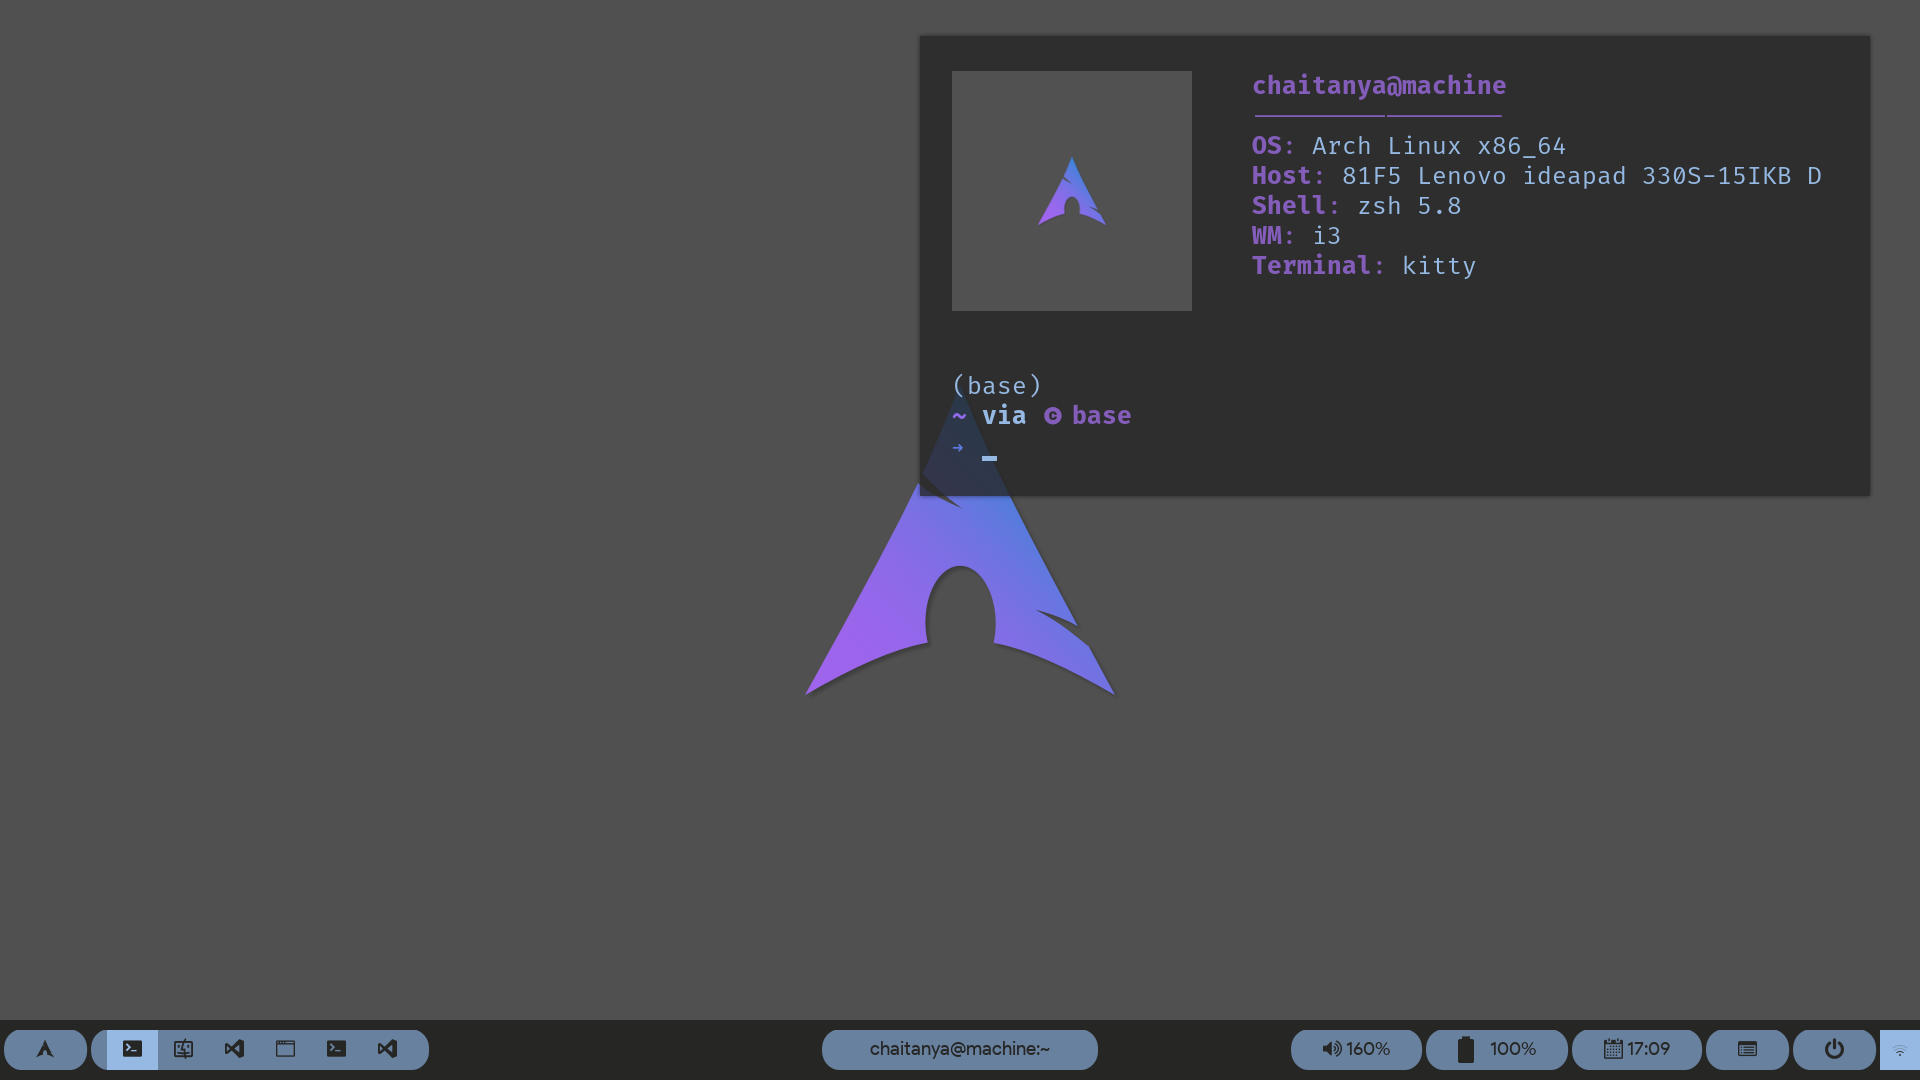 chaitanya@machine
OS: Arch Linux x86_64
Host: 81F5 Lenovo ideapad 330S-15IKB D
Shell: zsh 5.8
WM: i3
Terminal: kitty
(base)
~ via 🅒 base
➜
chaitanya@machine:~ 160% 100% 17:09